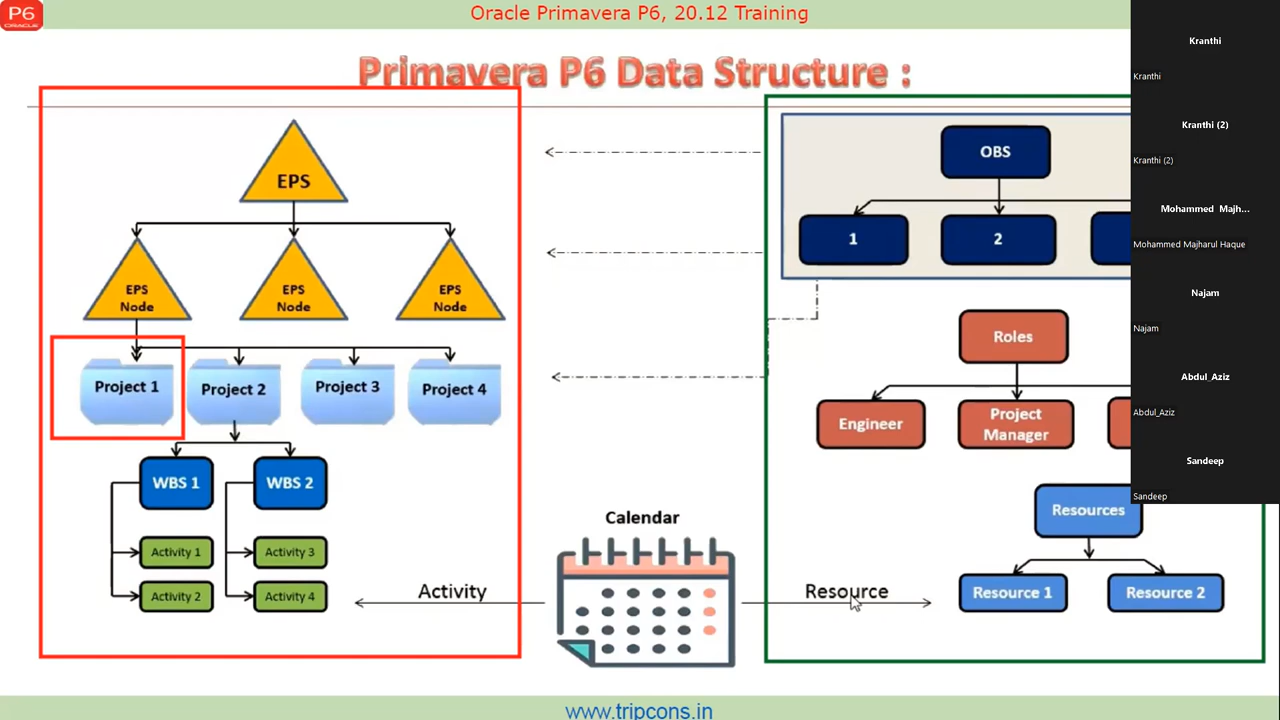 P6
ORACLE
Oracle Primavera P6, 20.12 Training
Primavera P6 Data Structure :
EPS
EPS
Node
EPS
Node
EPS
Node
Project 1
Project 2
Project 3
Project 4
WBS 1
WBS 2
Activity 1
Activity 3
Activity 2
Activity 4
Calendar
Activity
Resource
OBS
1
2
Roles
Engineer
Project
Manager
Resources
Resource 1
Resource 2
Kranthi
Kranthi
Kranthi (2)
Kranthi (2)
Mohammed Majh...
Mohammed Majharul Haque
Najam
Najam
Abdul_Aziz
Abdul_Aziz
Sandeep
Sandeep
www.tripcons.in